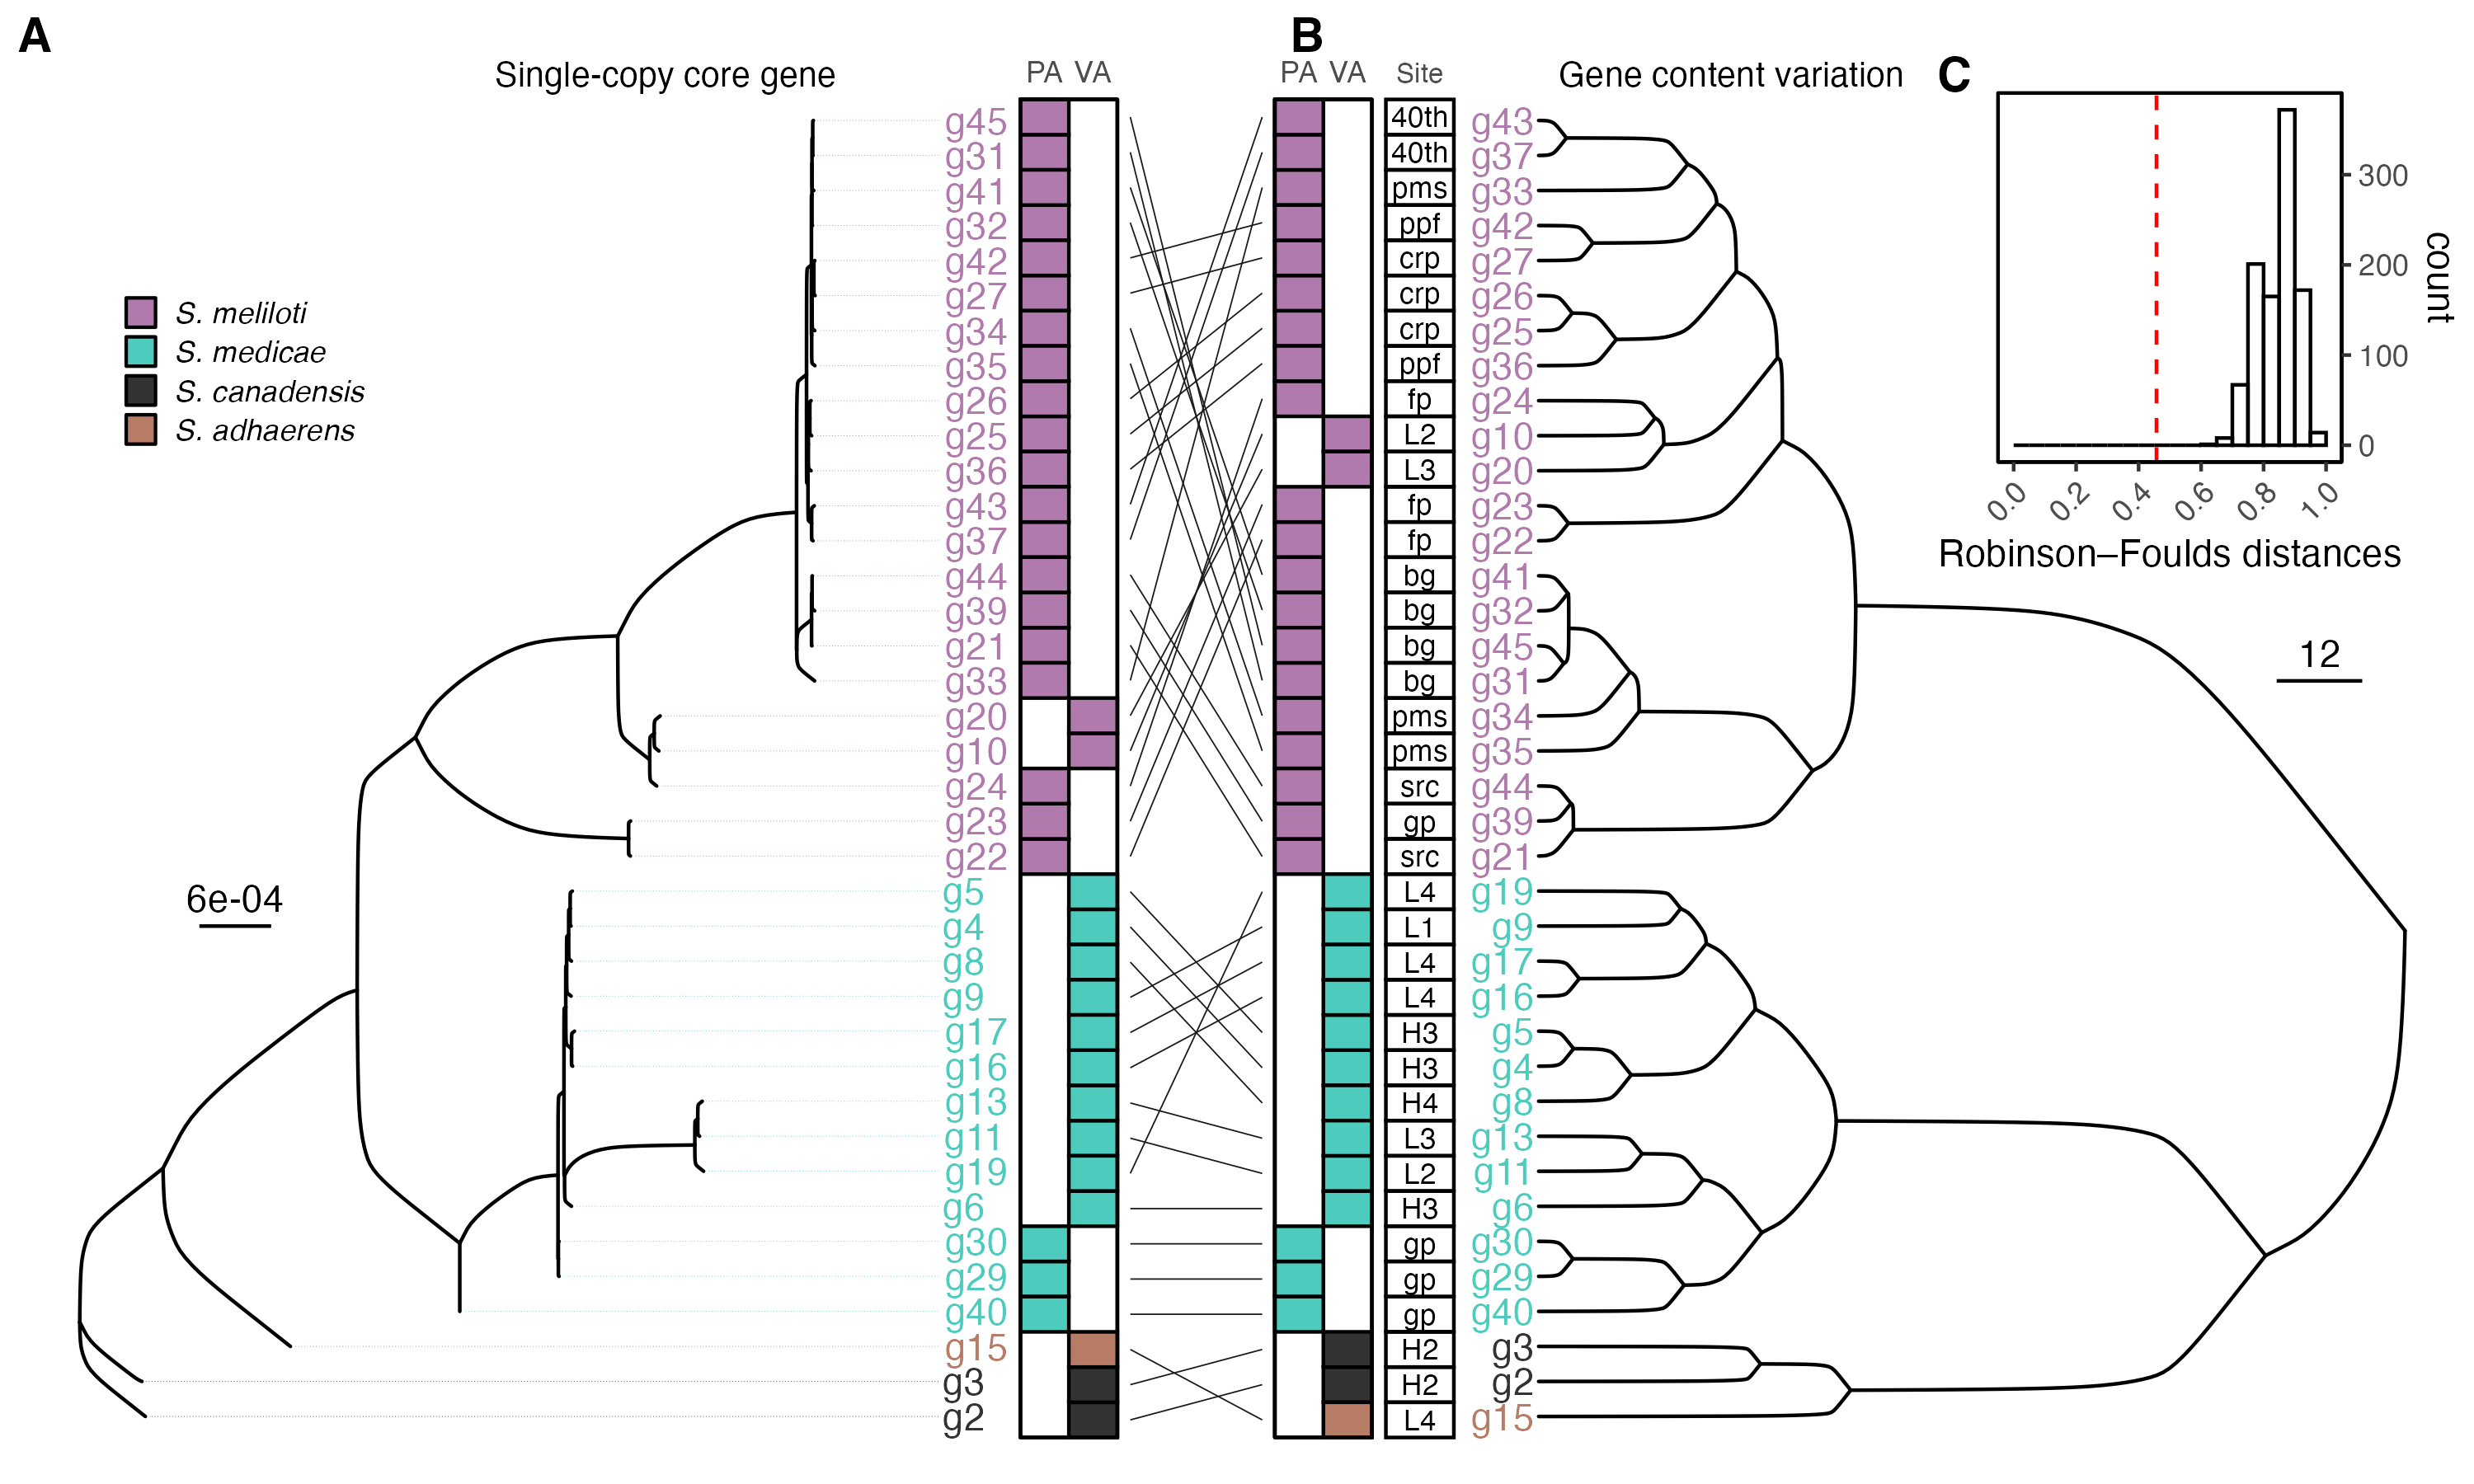 A
B
C
Single-copy core gene
PA VA
PA VA
Site
Gene content variation
S. meliloti
S. medicae
S. canadensis
S. adhaerens
6e-04
g45
g31
g41
g32
g42
g27
g34
g35
g26
g25
g36
g43
g37
g44
g39
g21
g33
g20
g10
g24
g23
g22
g5
g4
g8
g9
g17
g16
g13
g11
g19
g6
g30
g29
g40
g15
g3
g2
40th g43
40th g37
pms g33
ppf g42
crp g27
crp g26
crp g25
ppf g36
fp g24
L2 g10
L3 g20
fp g23
fp g22
bg g41
bg g32
bg g45
bg g31
pms g34
pms g35
src g44
gp g39
src g21
L4 g19
L1 g9
L4 g17
L4 g16
H3 g5
H3 g4
H4 g8
L3 g13
L2 g11
H3 g6
gp g30
gp g29
gp g40
H2 g3
H2 g2
L4 g15
300
200
100
0
count
0.0 0.2 0.4 0.6 0.8 1.0
Robinson–Foulds distances
12